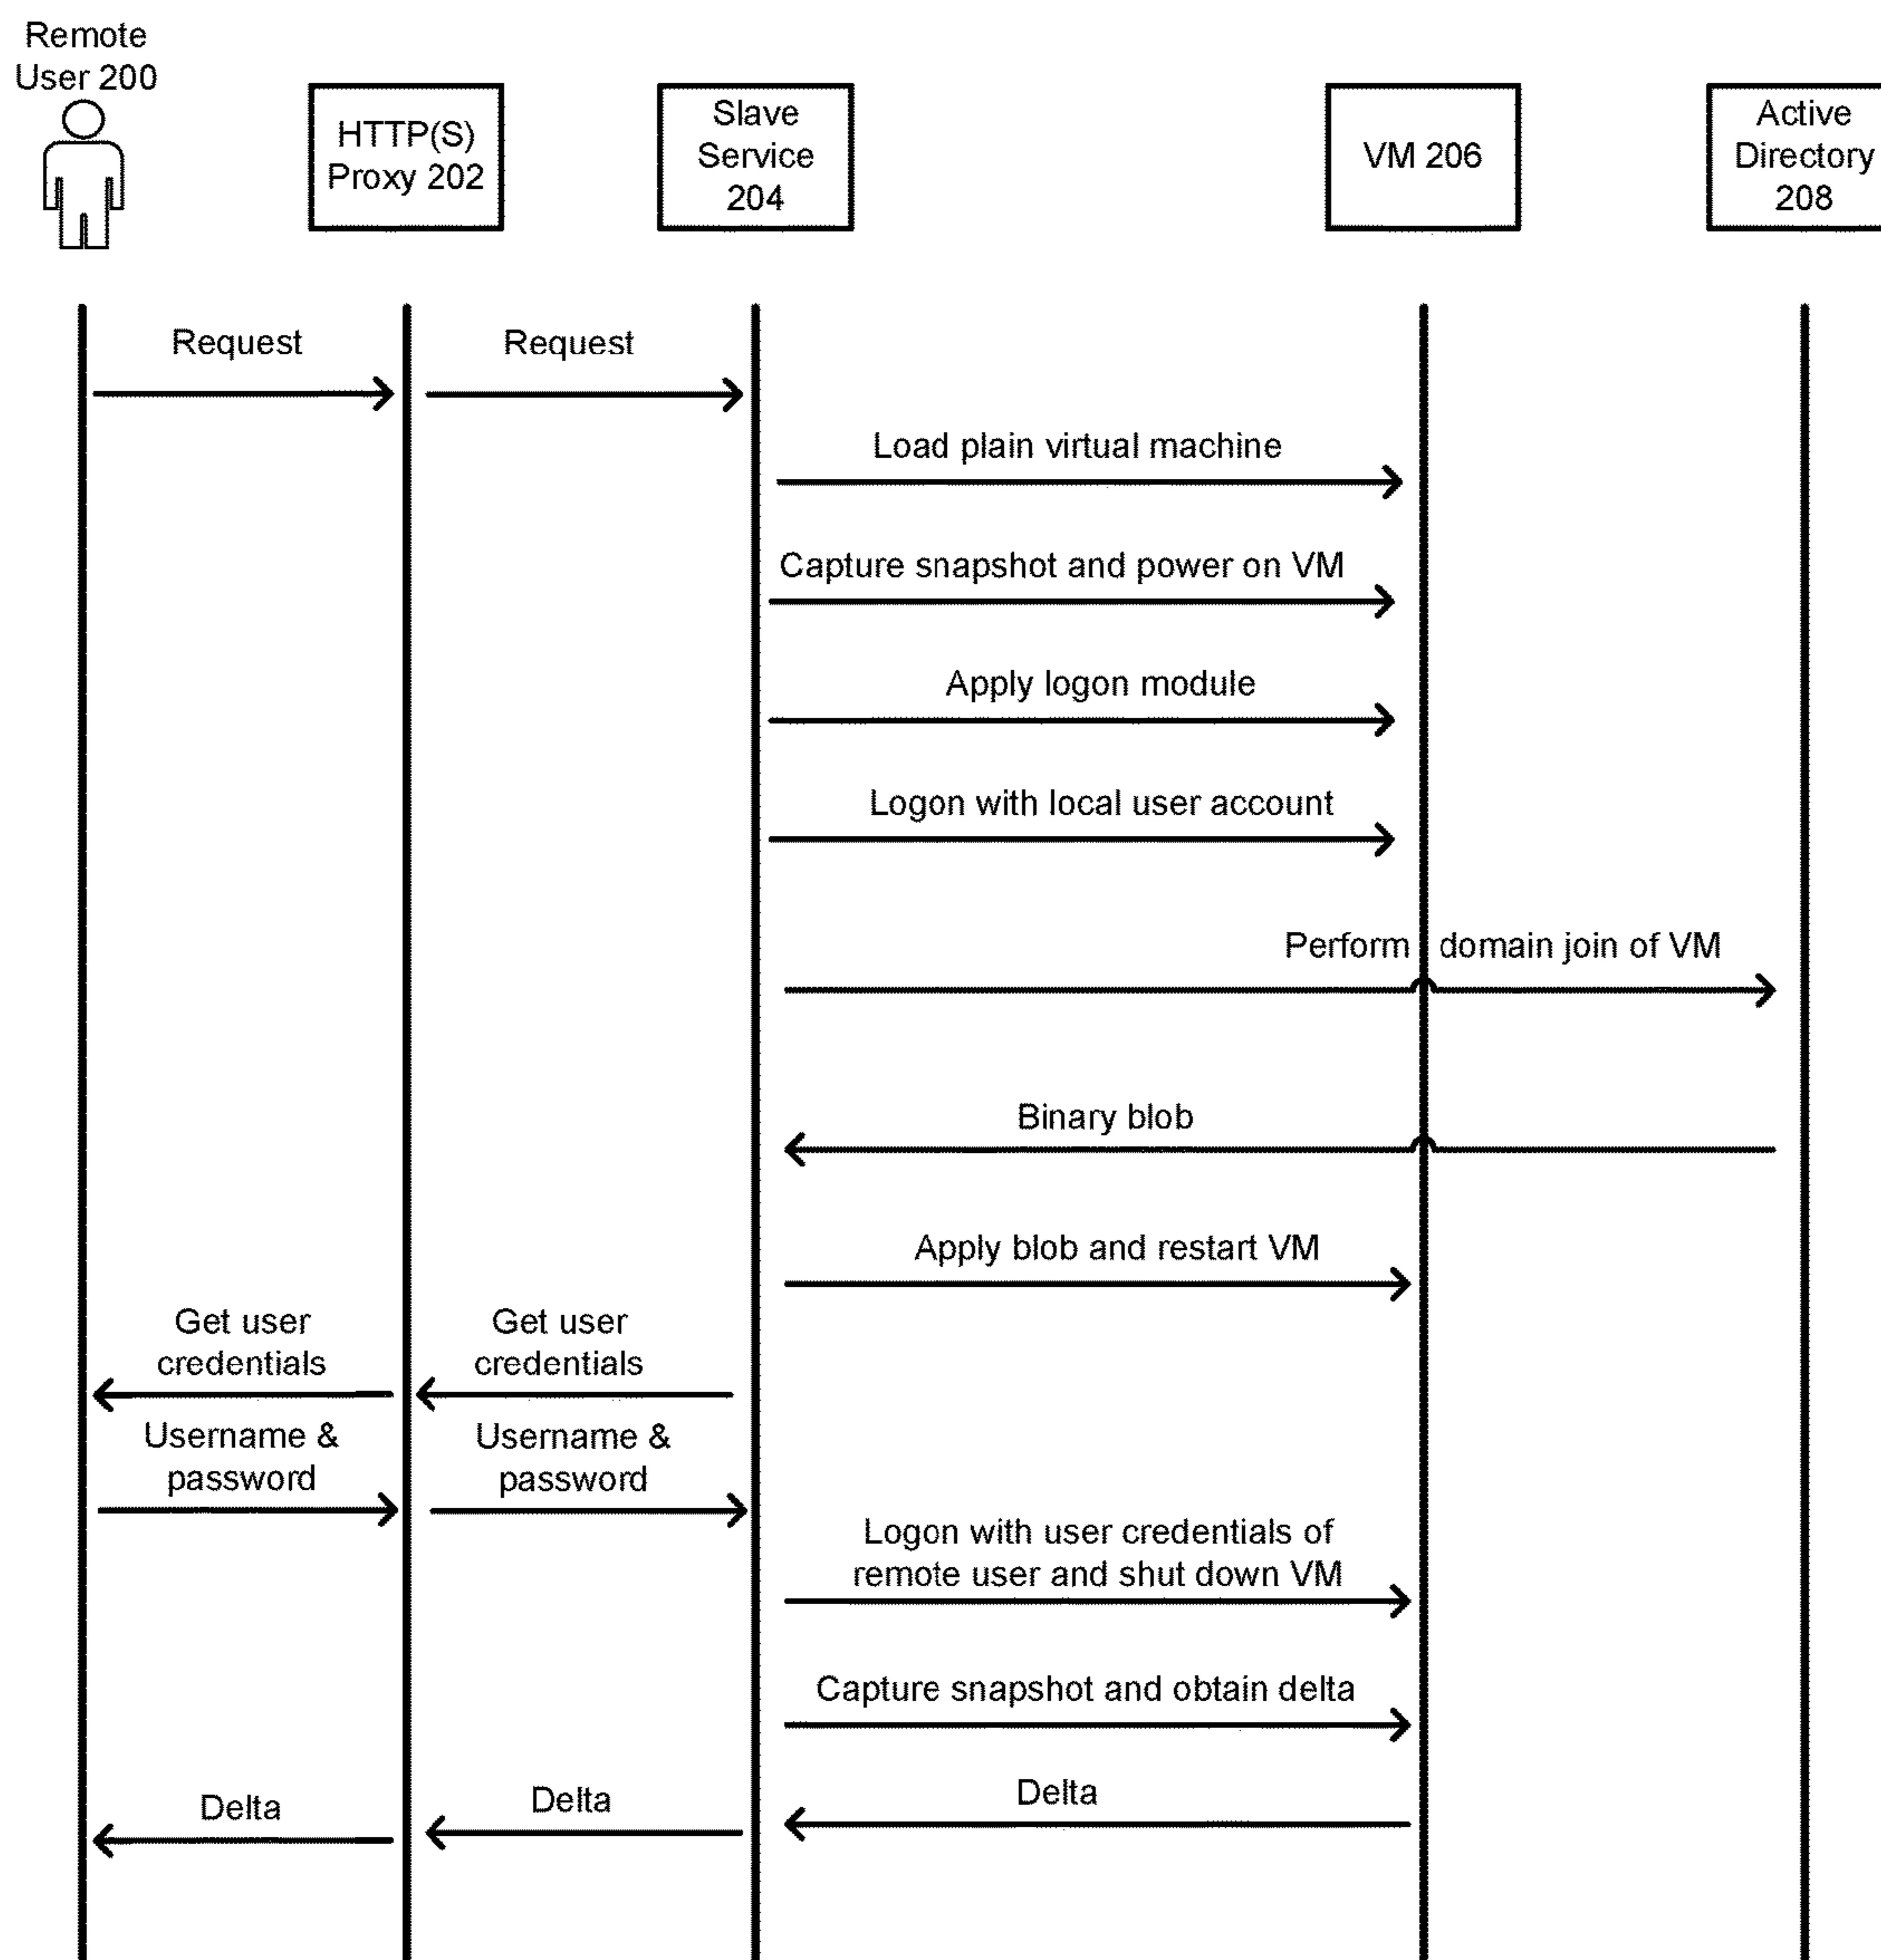 Remote
User 200
HTTP(S)
Proxy 202
Slave
Service
204
VM 206
Active
Directory
208
Request
Request
Load plain virtual machine
Capture snapshot and power on VM
Apply logon module
Logon with local user account
Perform domain join of VM
Binary blob
Apply blob and restart VM
Get user
credentials
Get user
credentials
Username &
password
Username &
password
Logon with user credentials of
remote user and shut down VM
Capture snapshot and obtain delta
Delta
Delta
Delta